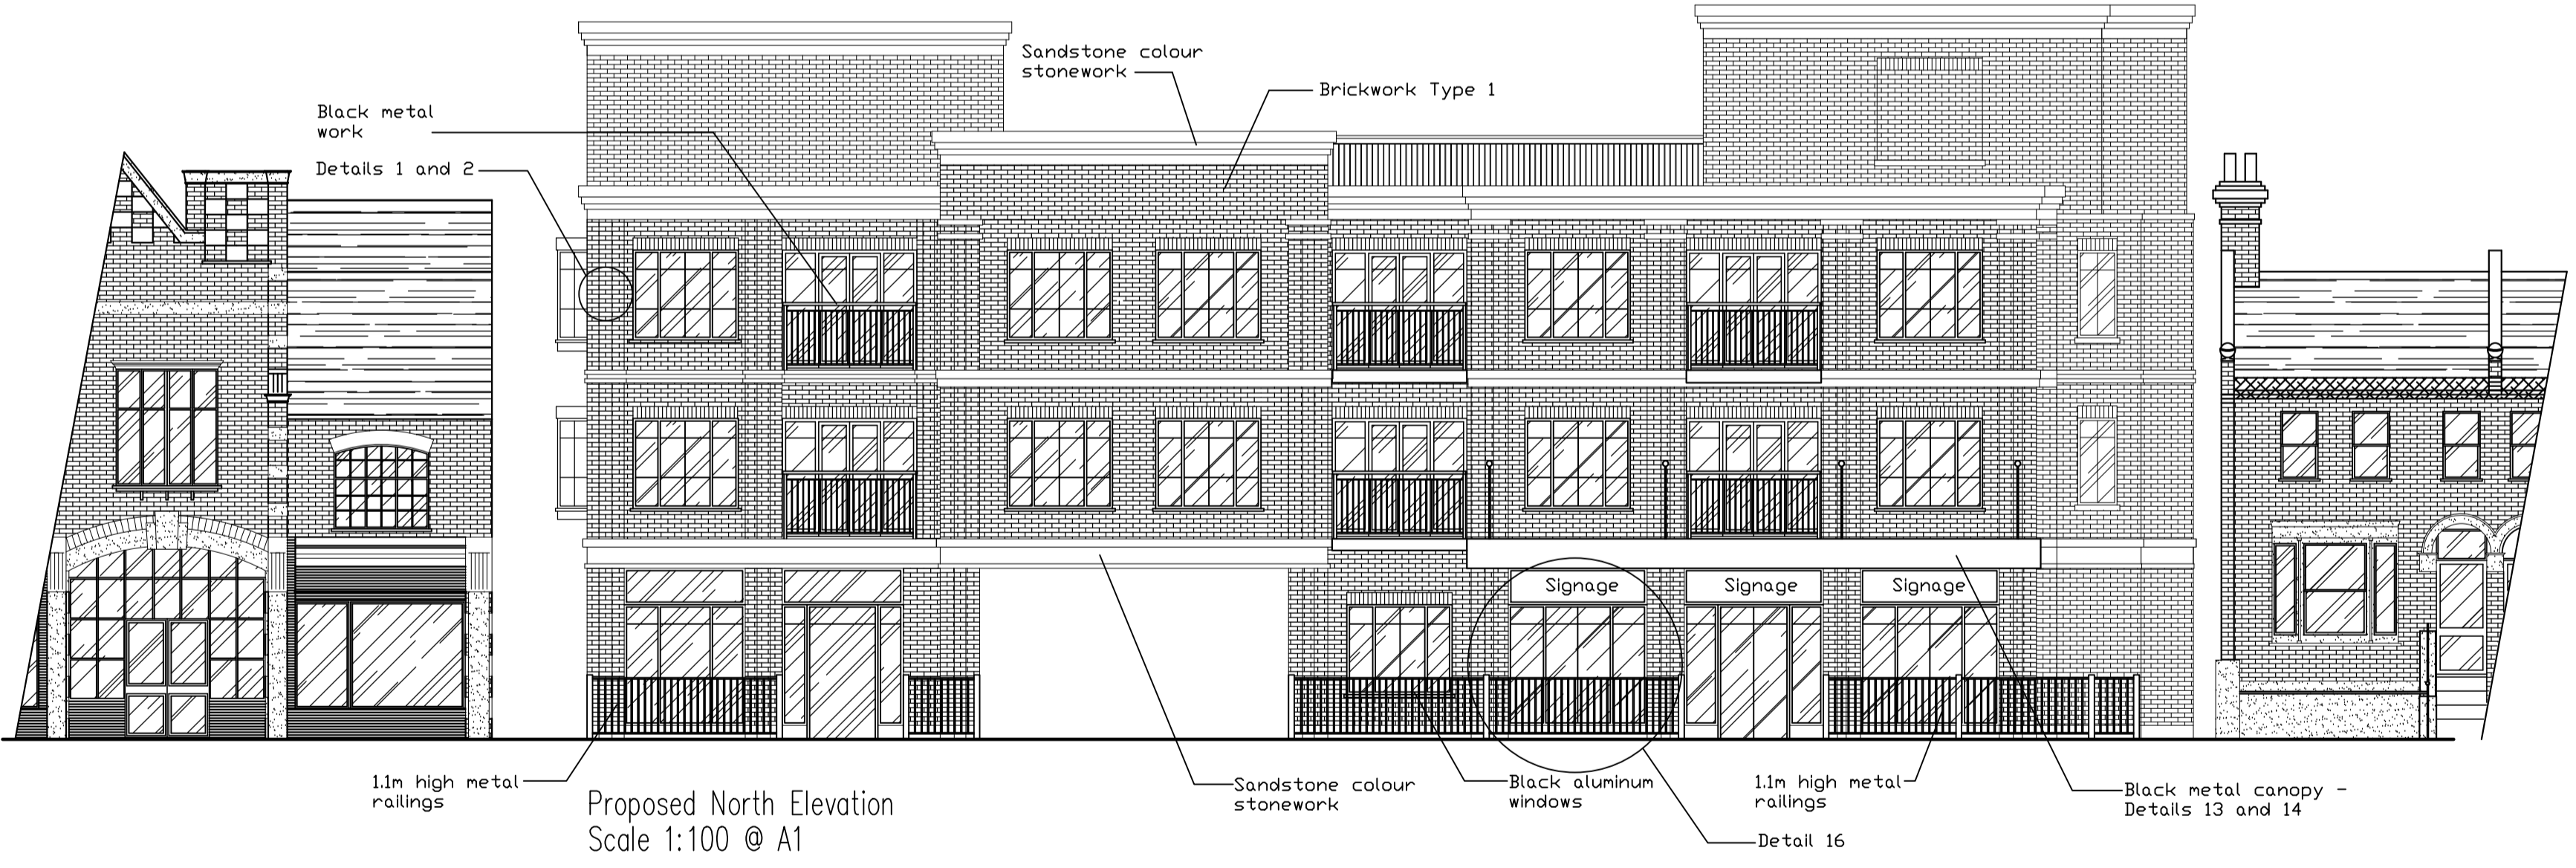 Sandstone colour
stonework
Brickwork Type 1
Black metal
work
Details 1 and 2
Signage
Signage
Signage
1.1m high metal
railings
Sandstone colour
stonework
Black aluminum
windows
1.1m high metal
railings
Black metal canopy -
Details 13 and 14
Detail 16
Proposed North Elevation
Scale 1:100 @ A1